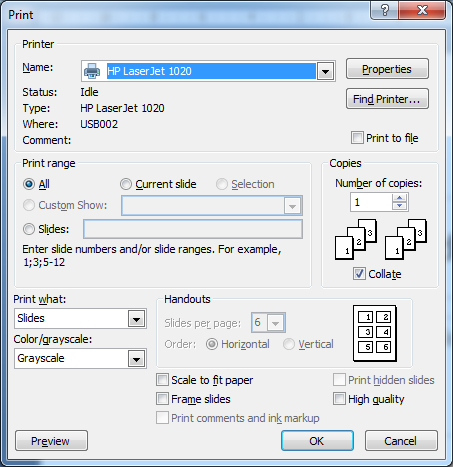 Print
Printer
Name: HP LaserJet 1020 Properties
Status: Idle
Type: HP LaserJet 1020 Find Printer...
Where: USB002
Comment: Print to file
Print range
All Current slide Selection
Custom Show:
Slides:
Enter slide numbers and/or slide ranges. For example,
1;3;5-12
Copies
Number of copies:
1
1 2 3 1 2 3
Collate
Print what:
Slides
Color/grayscale:
Grayscale
Handouts
Slides per page: 6
Order: Horizontal Vertical
1 2
3 4
5 6
Scale to fit paper Print hidden slides
Frame slides High quality
Print comments and ink markup
Preview OK Cancel